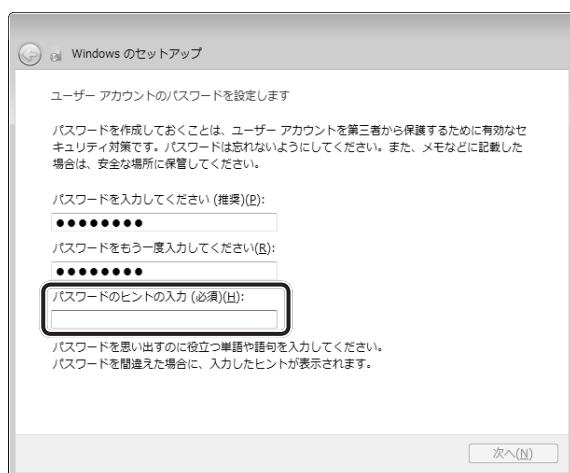 Windows のセットアップ
ユーザー アカウントのパスワードを設定します
パスワードを作成しておくことは、ユーザー アカウントを第三者から保護するために有効なセ
キュリティ対策です。パスワードは忘れないようにしてください。また、メモなどに記載した
場合は、安全な場所に保管してください。
パスワードを入力してください (推奨)(P):
●●●●●●●●
パスワードをもう一度入力してください(R):
●●●●●●●●
パスワードのヒントの入力 (必須)(H):
パスワードを思い出すのに役立つ単語や語句を入力してください。
パスワードを間違えた場合に、入力したヒントが表示されます。
次へ(N)